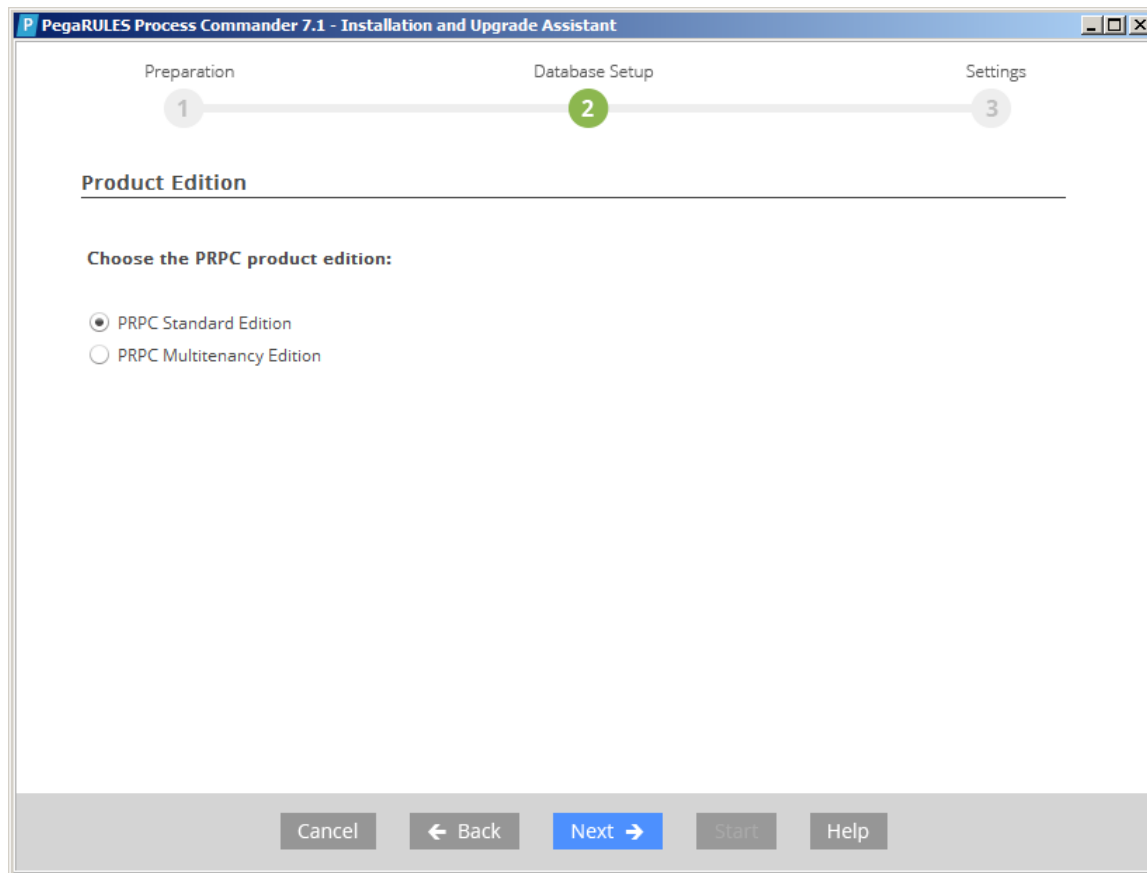 P PegaRULES Process Commander 7.1 - Installation and Upgrade Assistant
Preparation Database Setup Settings
1 2 3
Product Edition
Choose the PRPC product edition:
PRPC Standard Edition
PRPC Multitenancy Edition
Cancel Back Next Start Help